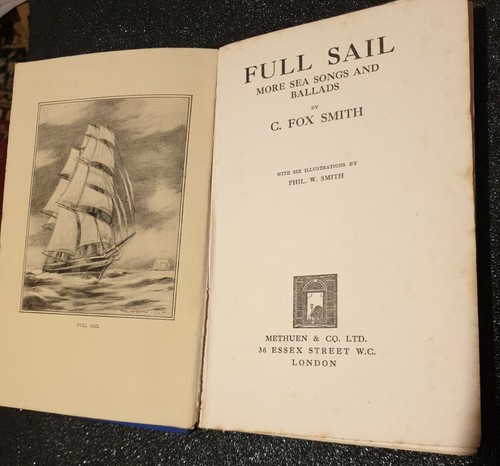 FULL SAIL
FULL SAIL
MORE SEA SONGS AND
BALLADS
BY
C. FOX SMITH
WITH SIX ILLUSTRATIONS BY
PHIL. W. SMITH
METHUEN & CO. LTD.
36 ESSEX STREET W.C.
LONDON